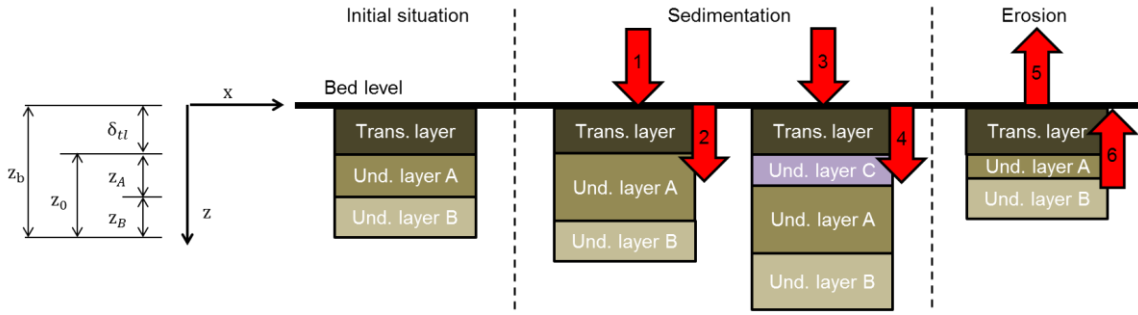 Initial situation
Sedimentation
Erosion
Bed level
x
z
z_b
δ_tl
z_0
z_A
z_B
Trans. layer
Und. layer A
Und. layer B
1
2
Trans. layer
Und. layer A
Und. layer B
3
4
Trans. layer
Und. layer C
Und. layer A
Und. layer B
5
6
Trans. layer
Und. layer A
Und. layer B